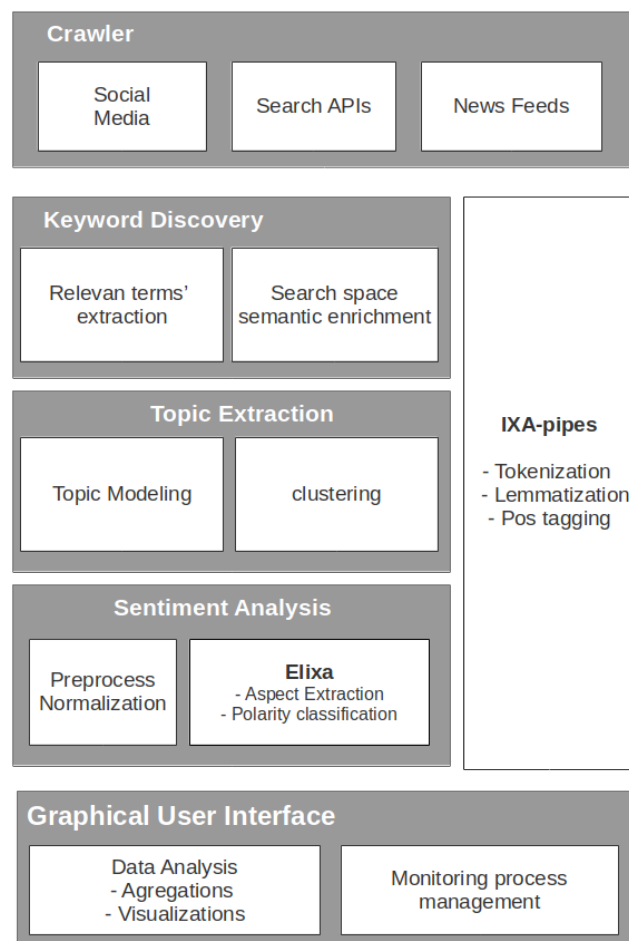 Crawler
Social
Media
Search APIs
News Feeds
Keyword Discovery
Relevan terms’
extraction
Search space
semantic enrichment
Topic Extraction
Topic Modeling
clustering
Sentiment Analysis
Preprocess
Normalization
Elixa
- Aspect Extraction
- Polarity classification
IXA-pipes
- Tokenization
- Lemmatization
- Pos tagging
Graphical User Interface
Data Analysis
- Agregations
- Visualizations
Monitoring process
management